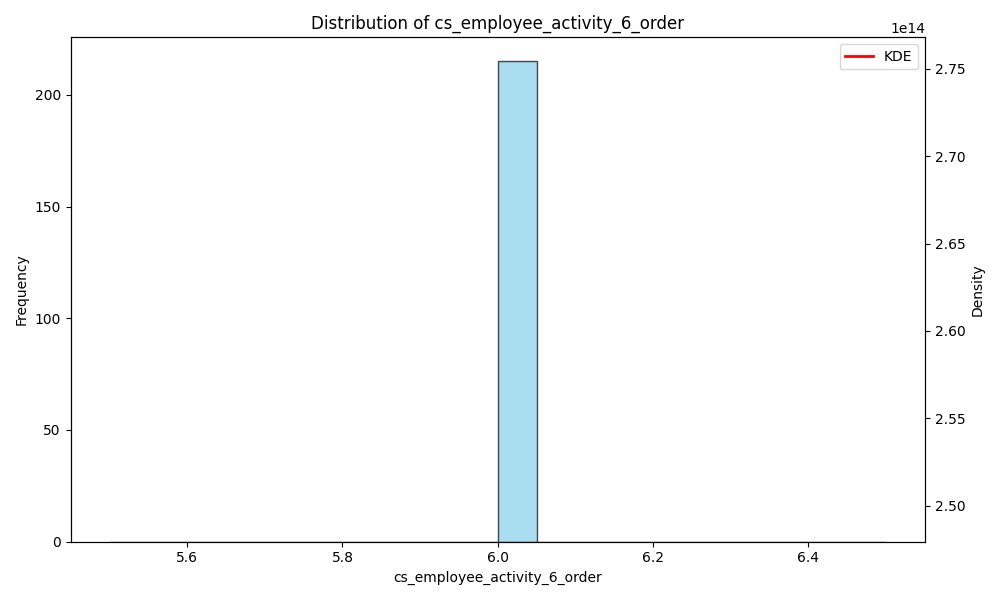 Distribution of cs_employee_activity_6_order
1e14
KDE
Frequency
200
150
100
50
0
2.75
2.70
2.65
2.60
2.55
2.50
Density
5.6
5.8
6.0
6.2
6.4
cs_employee_activity_6_order